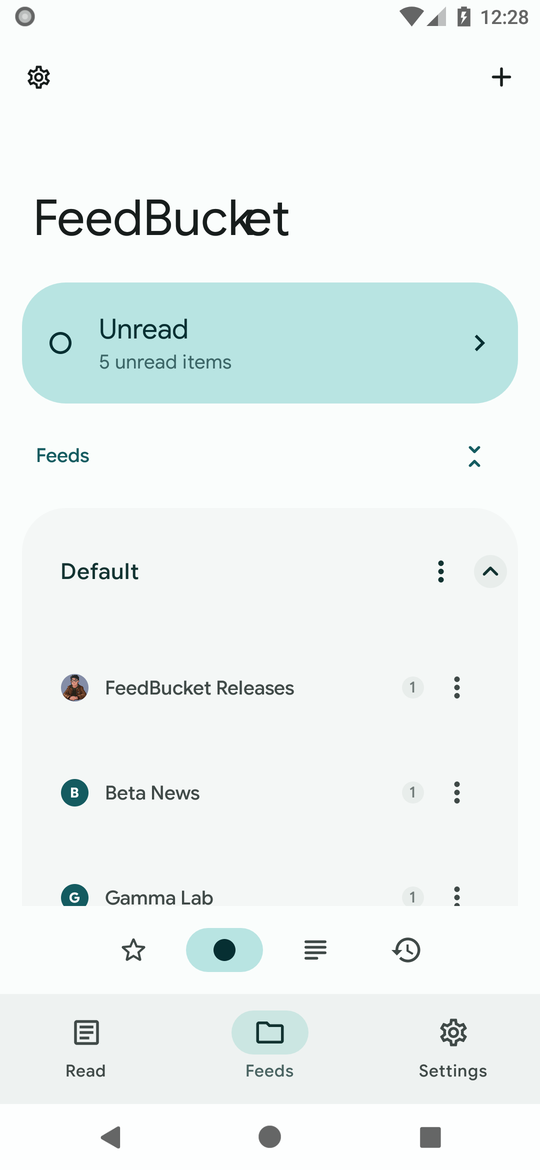 12:28
FeedBucket
Unread
5 unread items
Feeds
Default
FeedBucket Releases 1
B Beta News 1
G Gamma Lab 1
Read Feeds Settings